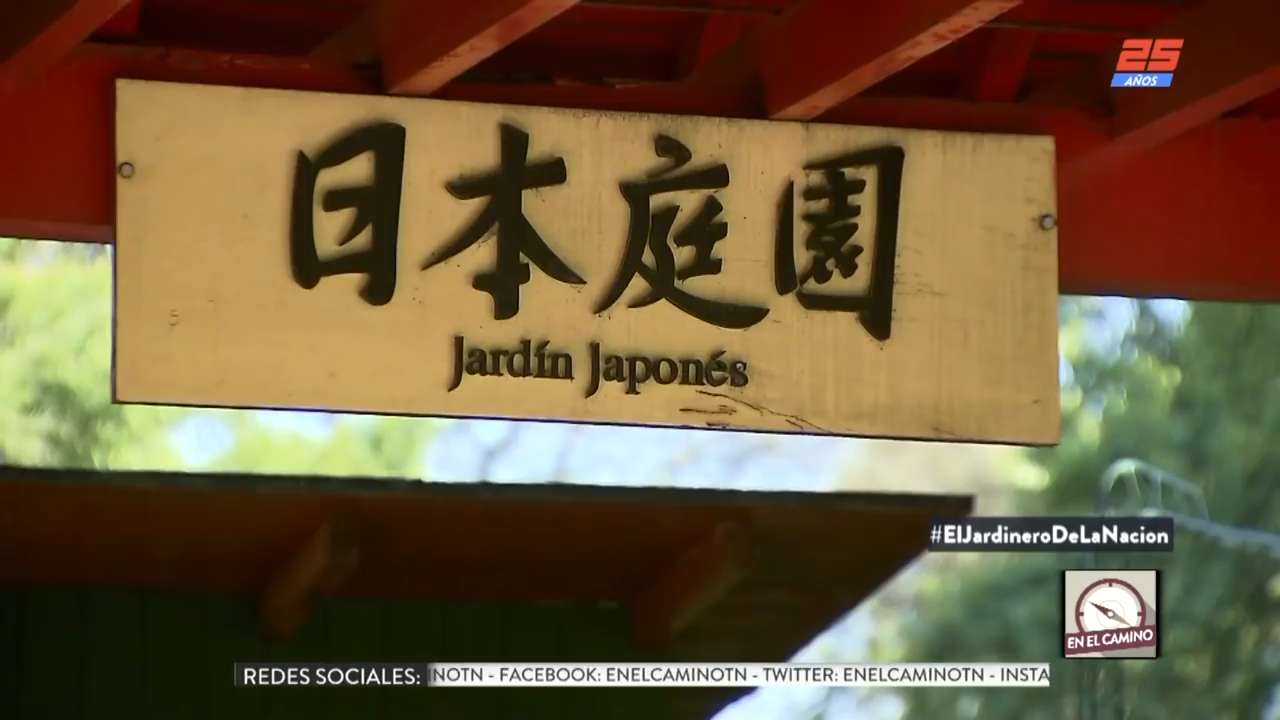 25
AÑOS
日本庭園
Jardín Japonés
#ElJardineroDeLaNacion
EN EL CAMINO
REDES SOCIALES: NOTN - FACEBOOK: ENELCAMINOTN - TWITTER: ENELCAMINOTN - INSTA